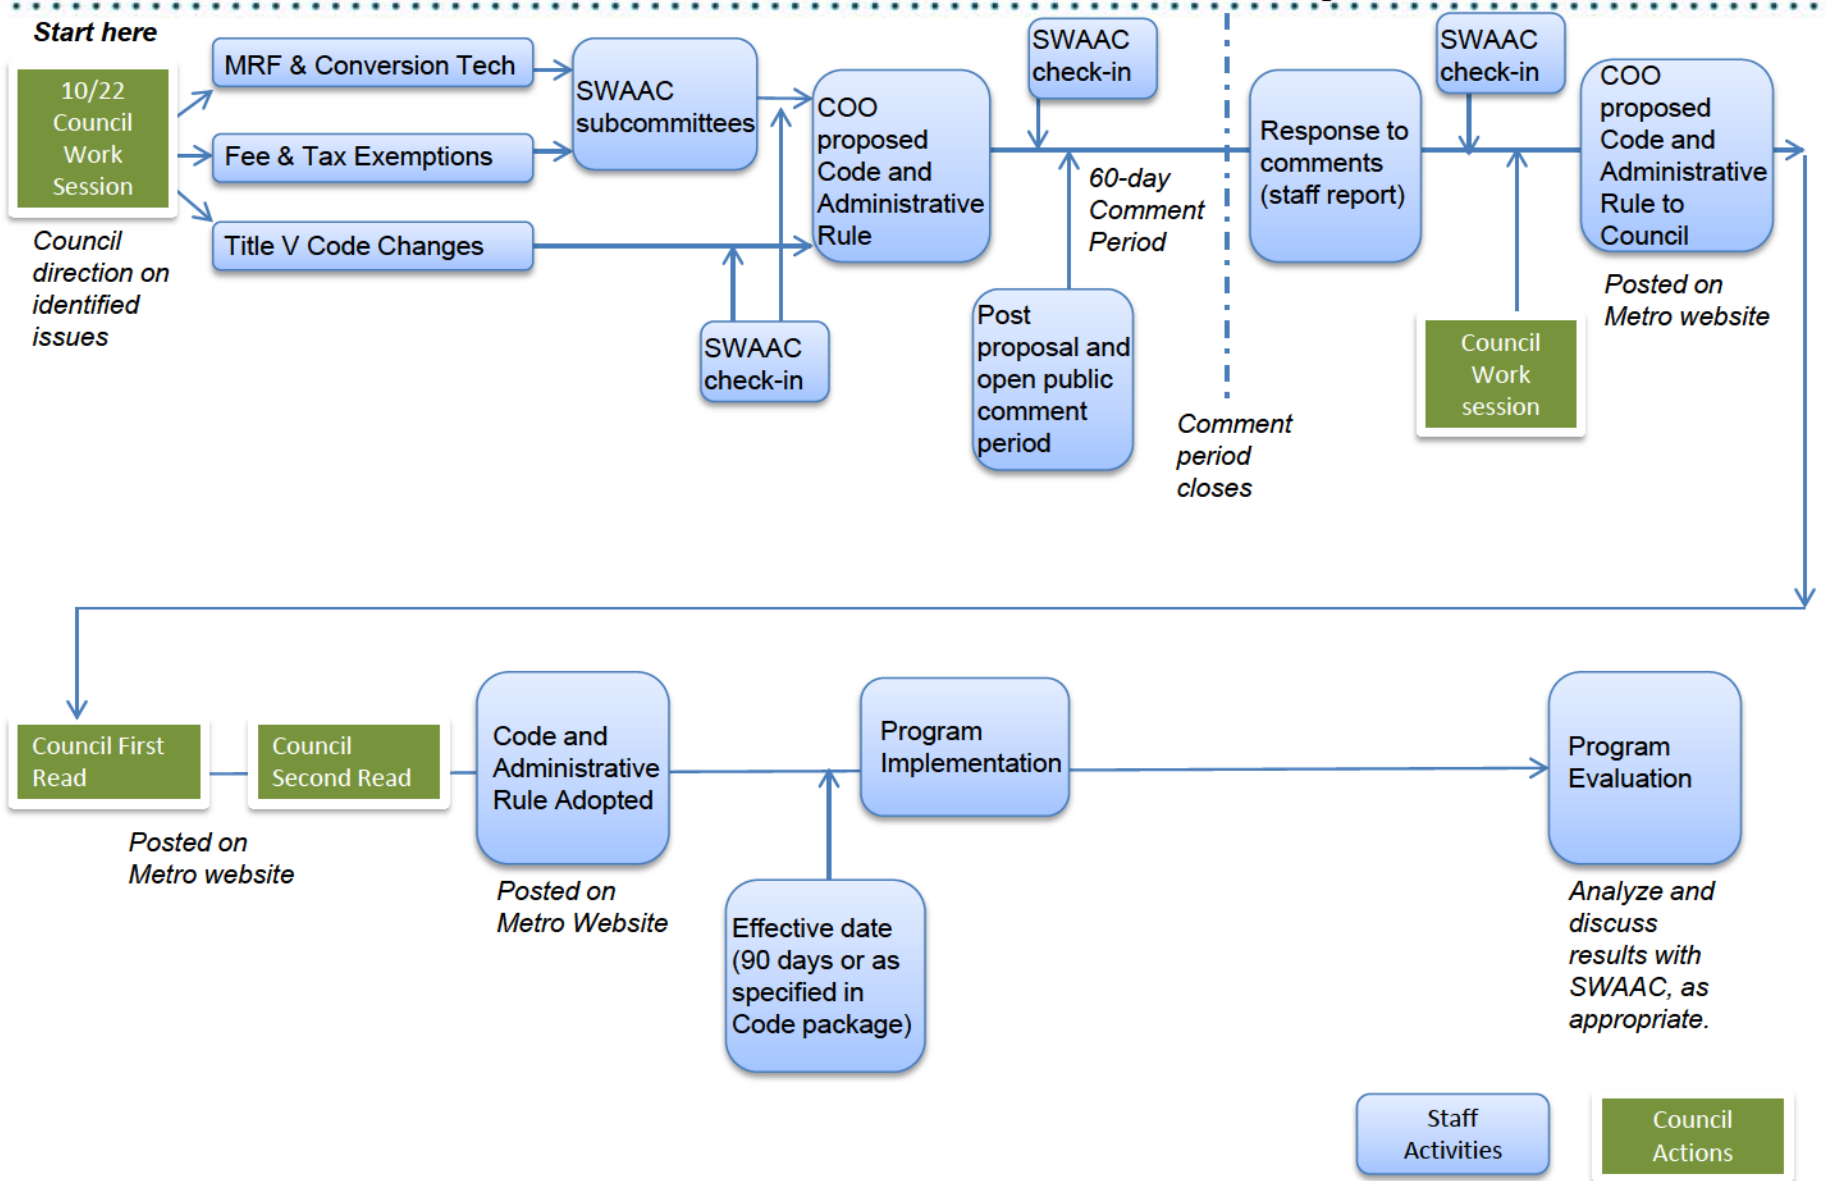 Start here
10/22
Council
Work
Session
Council
direction on
identified
issues
MRF & Conversion Tech
Fee & Tax Exemptions
Title V Code Changes
SWAAC
subcommittees
SWAAC
check-in
COO
proposed
Code and
Administrative
Rule
SWAAC
check-in
60-day
Comment
Period
Post
proposal and
open public
comment
period
Comment
period
closes
Response to
comments
(staff report)
SWAAC
check-in
Council
Work
session
COO
proposed
Code and
Administrative
Rule to
Council
Posted on
Metro website
Council First
Read
Council
Second Read
Posted on
Metro website
Code and
Administrative
Rule Adopted
Posted on
Metro Website
Effective date
(90 days or as
specified in
Code package)
Program
Implementation
Program
Evaluation
Analyze and
discuss
results with
SWAAC, as
appropriate.
Staff
Activities
Council
Actions